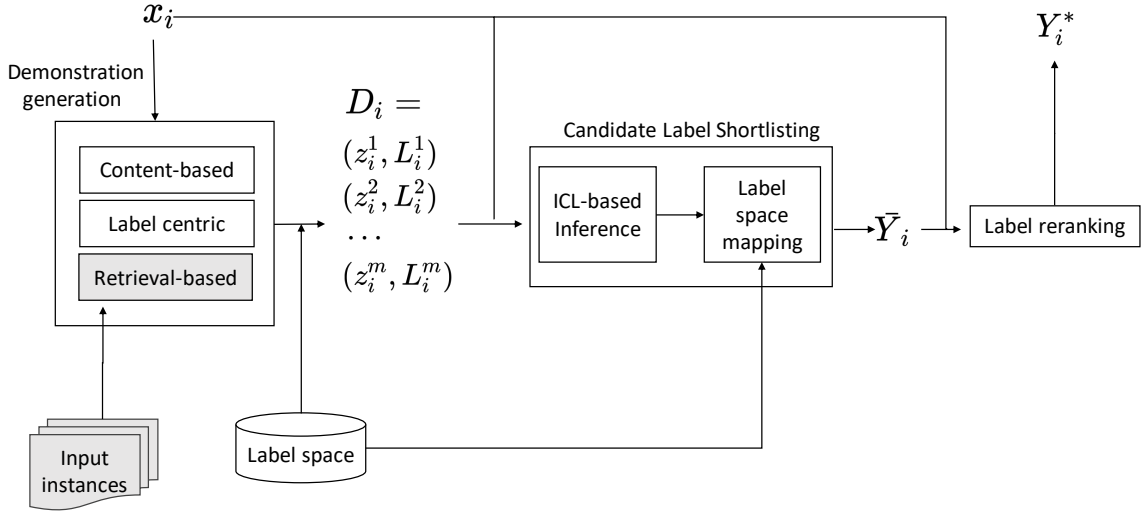 x_i
Y_i^*
Demonstration
generation
D_i =
(z_i^1, L_i^1)
(z_i^2, L_i^2)
...
(z_i^m, L_i^m)
Content-based
Label centric
Retrieval-based
Candidate Label Shortlisting
ICL-based
Inference
Label
space
mapping
Ȳ_i
Label reranking
Label space
Input
instances